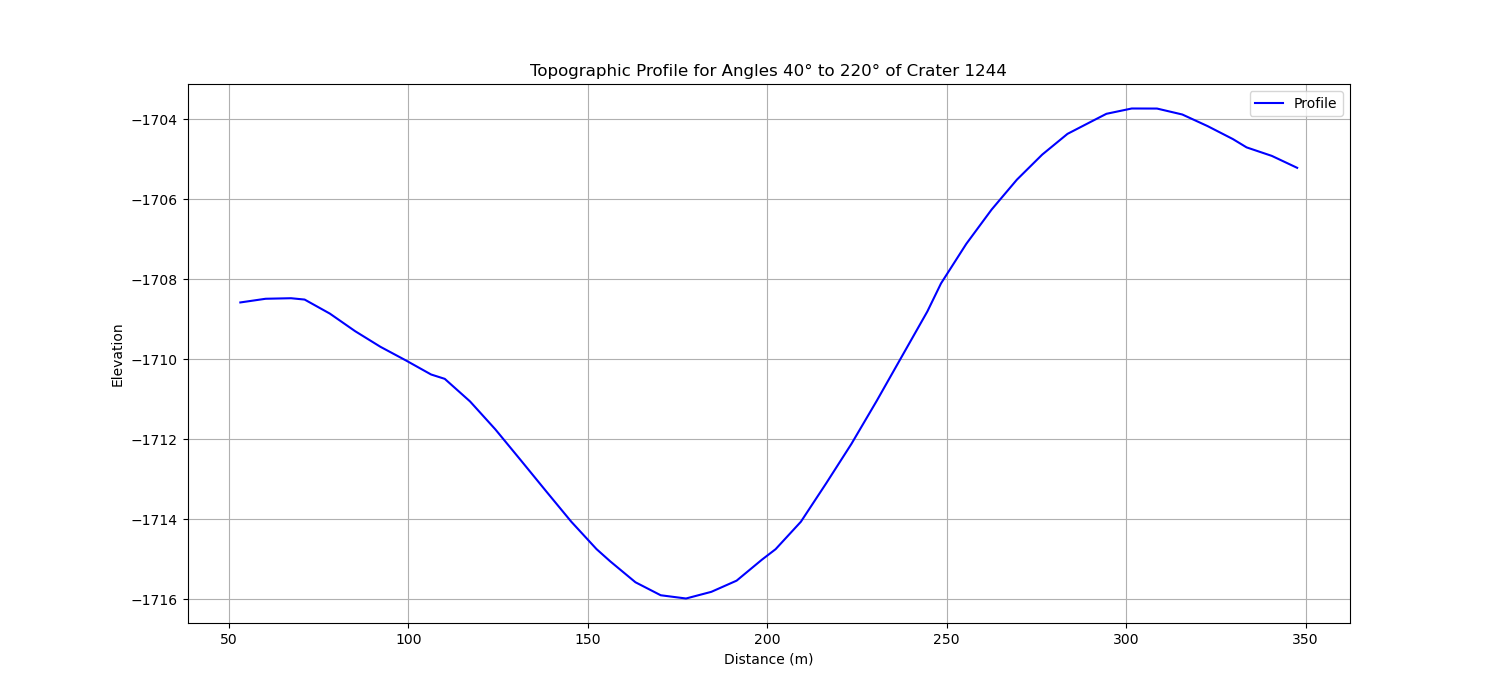 Topographic Profile for Angles 40° to 220° of Crater 1244
Profile
−1704
−1706
−1708
−1710
−1712
−1714
−1716
Elevation
50 100 150 200 250 300 350
Distance (m)